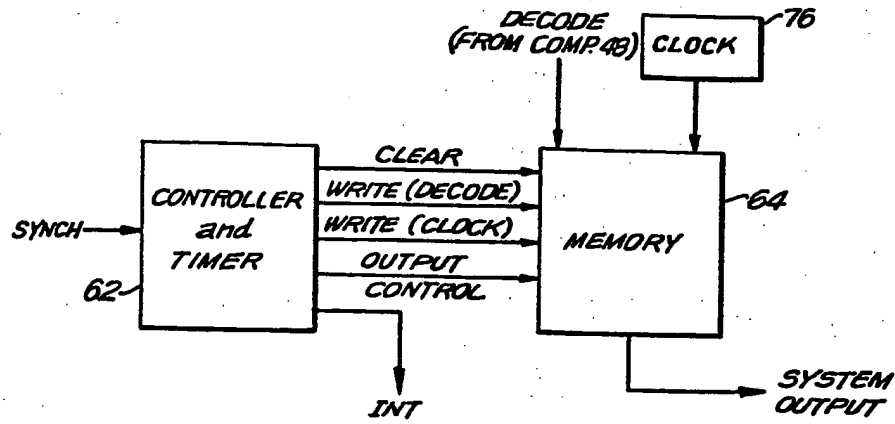 DECODE
(FROM COMP. 48)
CLOCK
76
CONTROLLER
and
TIMER
SYNCH
62
CLEAR
WRITE (DECODE)
WRITE (CLOCK)
OUTPUT
CONTROL
MEMORY
64
INT
SYSTEM
OUTPUT